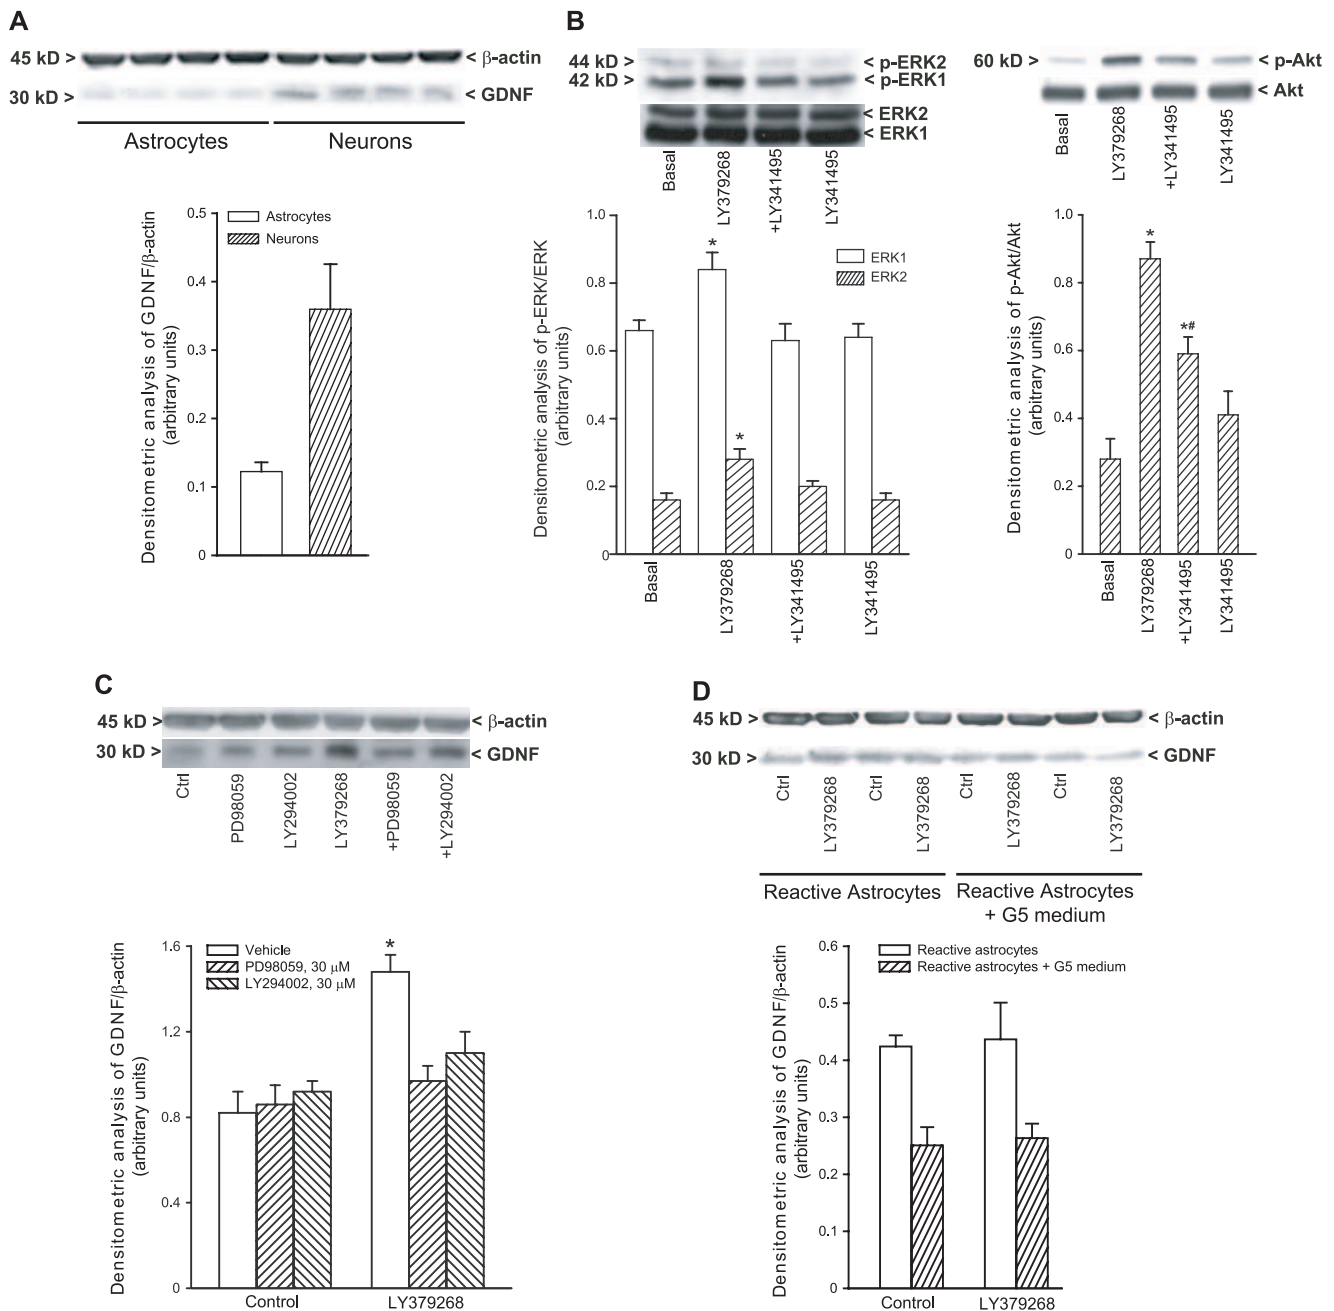 A
45 kD >
< β-actin
30 kD >
< GDNF
Astrocytes
Neurons
Densitometric analysis of GDNF/β-actin
(arbitrary units)
0.5
0.4
0.3
0.2
0.1
0
Astrocytes
Neurons
B
44 kD >
< p-ERK2
42 kD >
< p-ERK1
< ERK2
< ERK1
Basal
LY379268
+LY341495
LY341495
60 kD >
< p-Akt
< Akt
Basal
LY379268
+LY341495
LY341495
Densitometric analysis of p-ERK/ERK
(arbitrary units)
1.0
0.8
0.6
0.4
0.2
0
*
*
ERK1
ERK2
Basal
LY379268
+LY341495
LY341495
Densitometric analysis of p-Akt/Akt
(arbitrary units)
1.0
0.8
0.6
0.4
0.2
0
*
*#
Basal
LY379268
+LY341495
LY341495
C
45 kD >
< β-actin
30 kD >
< GDNF
Ctrl
PD98059
LY294002
LY379268
+PD98059
+LY294002
Densitometric analysis of GDNF/β-actin
(arbitrary units)
1.6
1.2
0.8
0.4
0
Vehicle
PD98059, 30 μM
LY294002, 30 μM
*
Control
LY379268
D
45 kD >
< β-actin
30 kD >
< GDNF
Ctrl
LY379268
Ctrl
LY379268
Ctrl
LY379268
Ctrl
LY379268
Reactive Astrocytes
Reactive Astrocytes
+ G5 medium
Densitometric analysis of GDNF/β-actin
(arbitrary units)
0.6
0.5
0.4
0.3
0.2
0.1
0
Reactive astrocytes
Reactive astrocytes + G5 medium
Control
LY379268